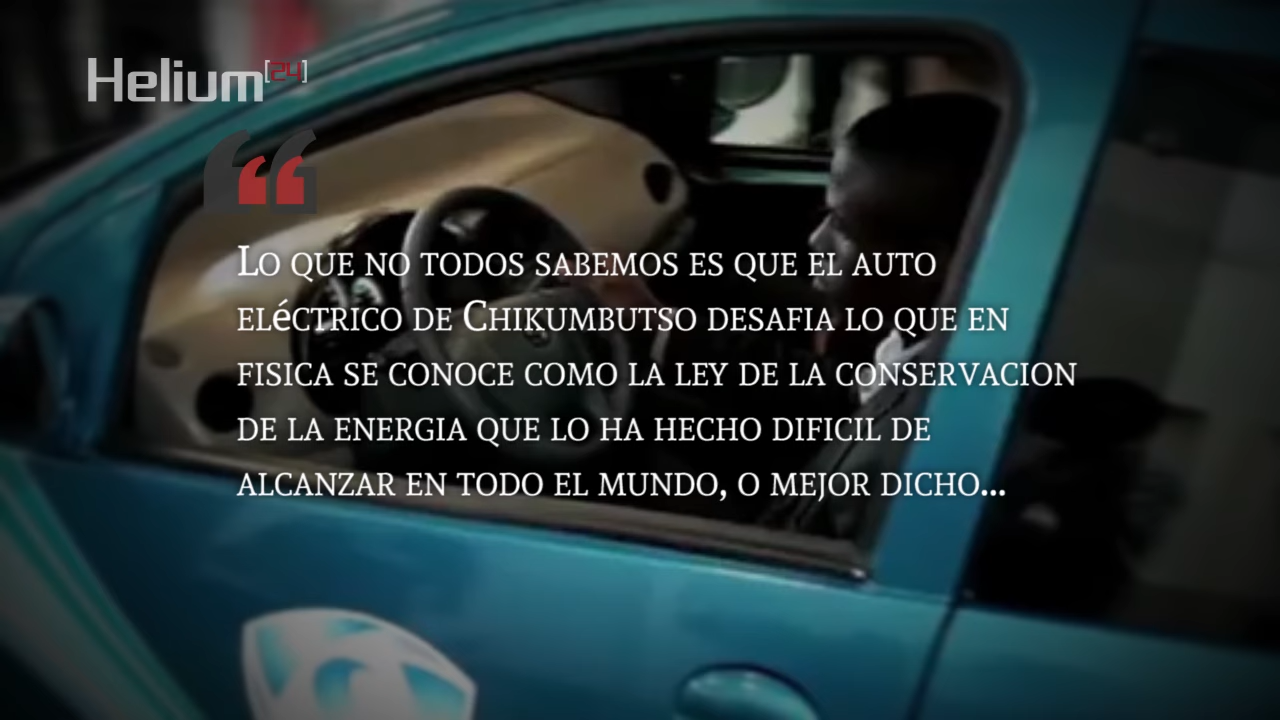 Helium[24]
Lo que no todos sabemos es que el auto
eléctrico de Chikumbutso desafia lo que en
fisica se conoce como la ley de la conservacion
de la energia que lo ha hecho dificil de
alcanzar en todo el mundo, o mejor dicho...